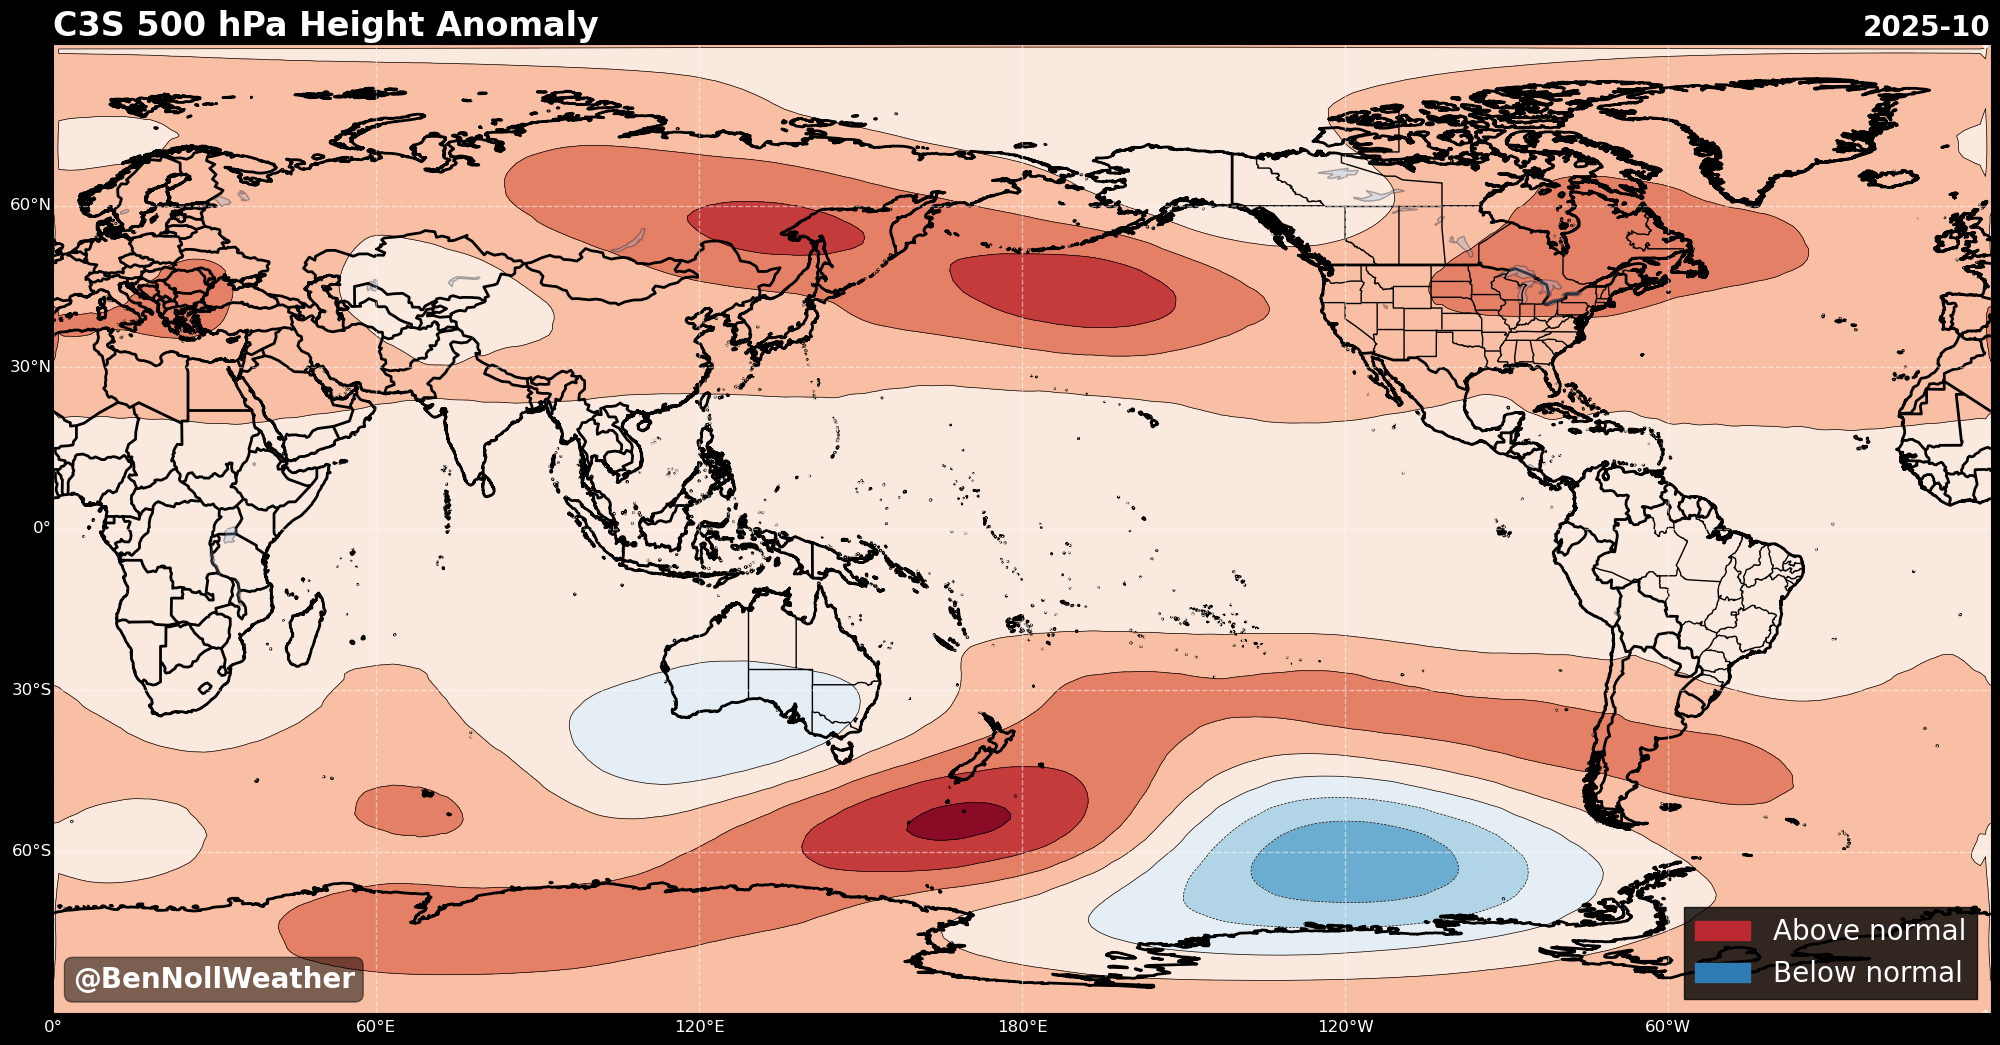 C3S 500 hPa Height Anomaly
2025-10
60°N
30°N
0°
30°S
60°S
Above normal
Below normal
@BenNollWeather
0°
60°E
120°E
180°E
120°W
60°W